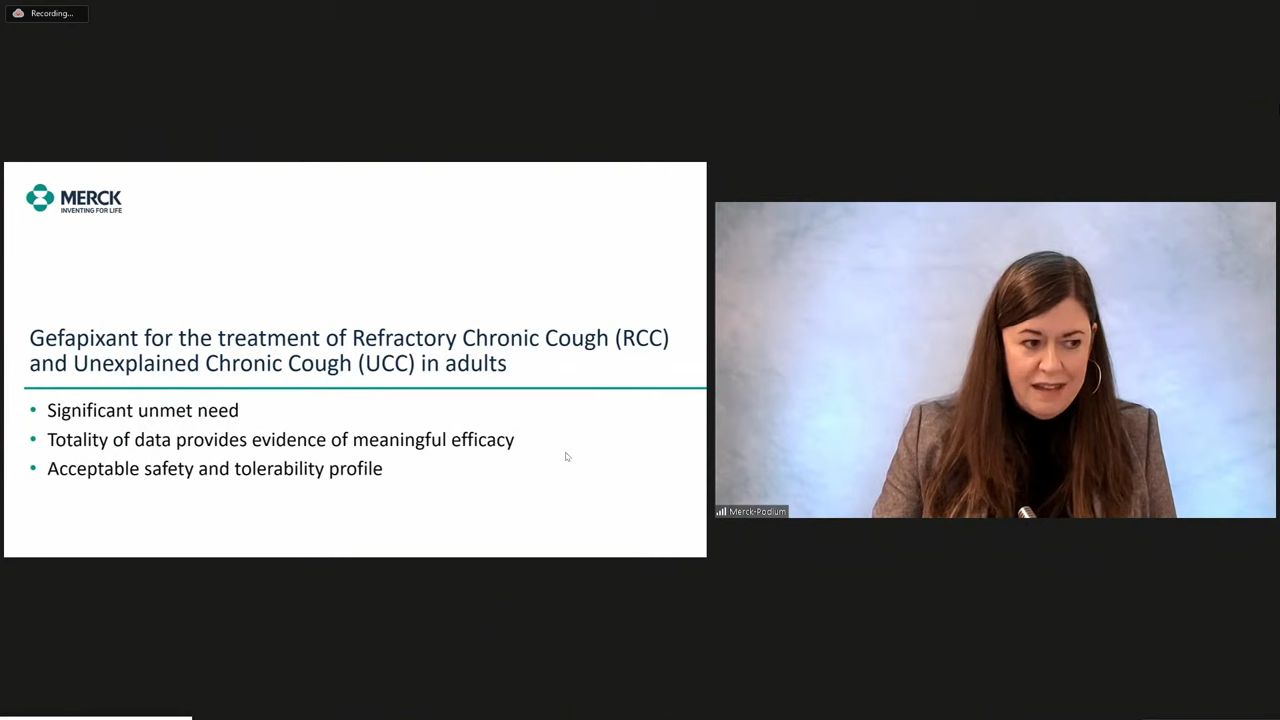 Recording...
MERCK
INVENTING FOR LIFE
Gefapixant for the treatment of Refractory Chronic Cough (RCC)
and Unexplained Chronic Cough (UCC) in adults
• Significant unmet need
• Totality of data provides evidence of meaningful efficacy
• Acceptable safety and tolerability profile
Merck-Podium